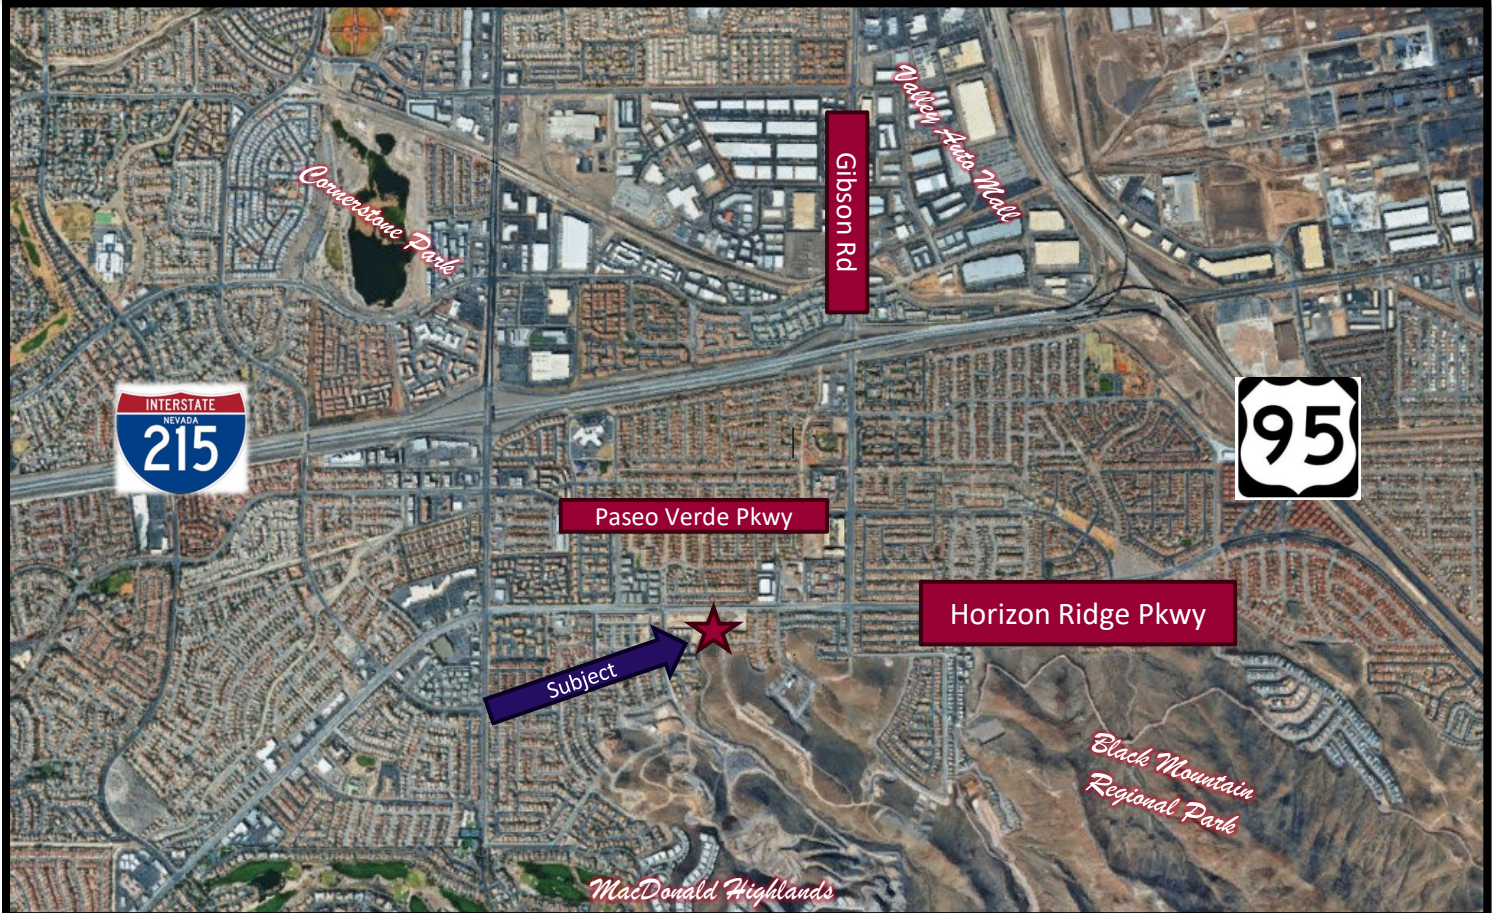 Valley Auto Mall
Gibson Rd
Cornerstone Park
INTERSTATE
NEVADA
215
95
Paseo Verde Pkwy
Horizon Ridge Pkwy
Subject
Black Mountain
Regional Park
MacDonald Highlands